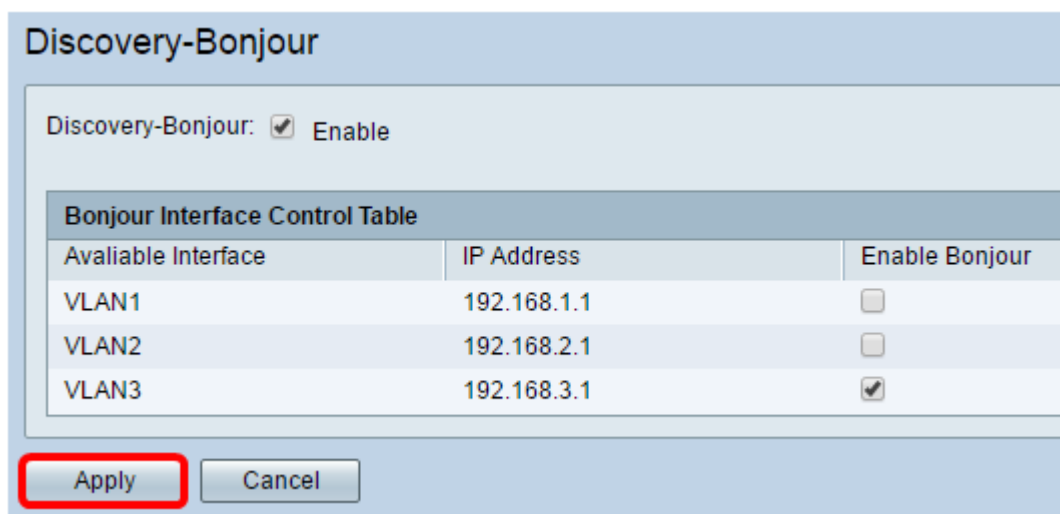 Discovery-Bonjour
Discovery-Bonjour: Enable
Bonjour Interface Control Table
Avaliable Interface IP Address Enable Bonjour
VLAN1 192.168.1.1
VLAN2 192.168.2.1
VLAN3 192.168.3.1
Apply Cancel